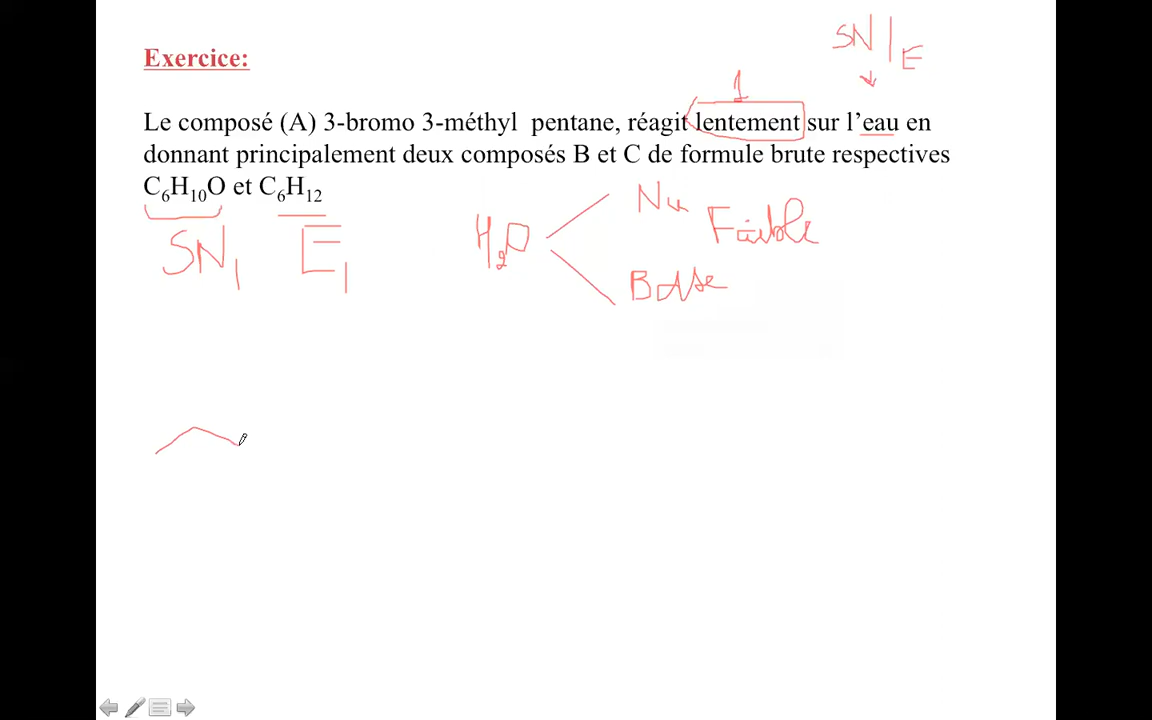 SN | E
Exercice:
1
Le composé (A) 3-bromo 3-méthyl pentane, réagit lentement sur l’eau en
donnant principalement deux composés B et C de formule brute respectives
C₆H₁₀O et C₆H₁₂
SN₁ E₁ H₂O Nu Faible
Base